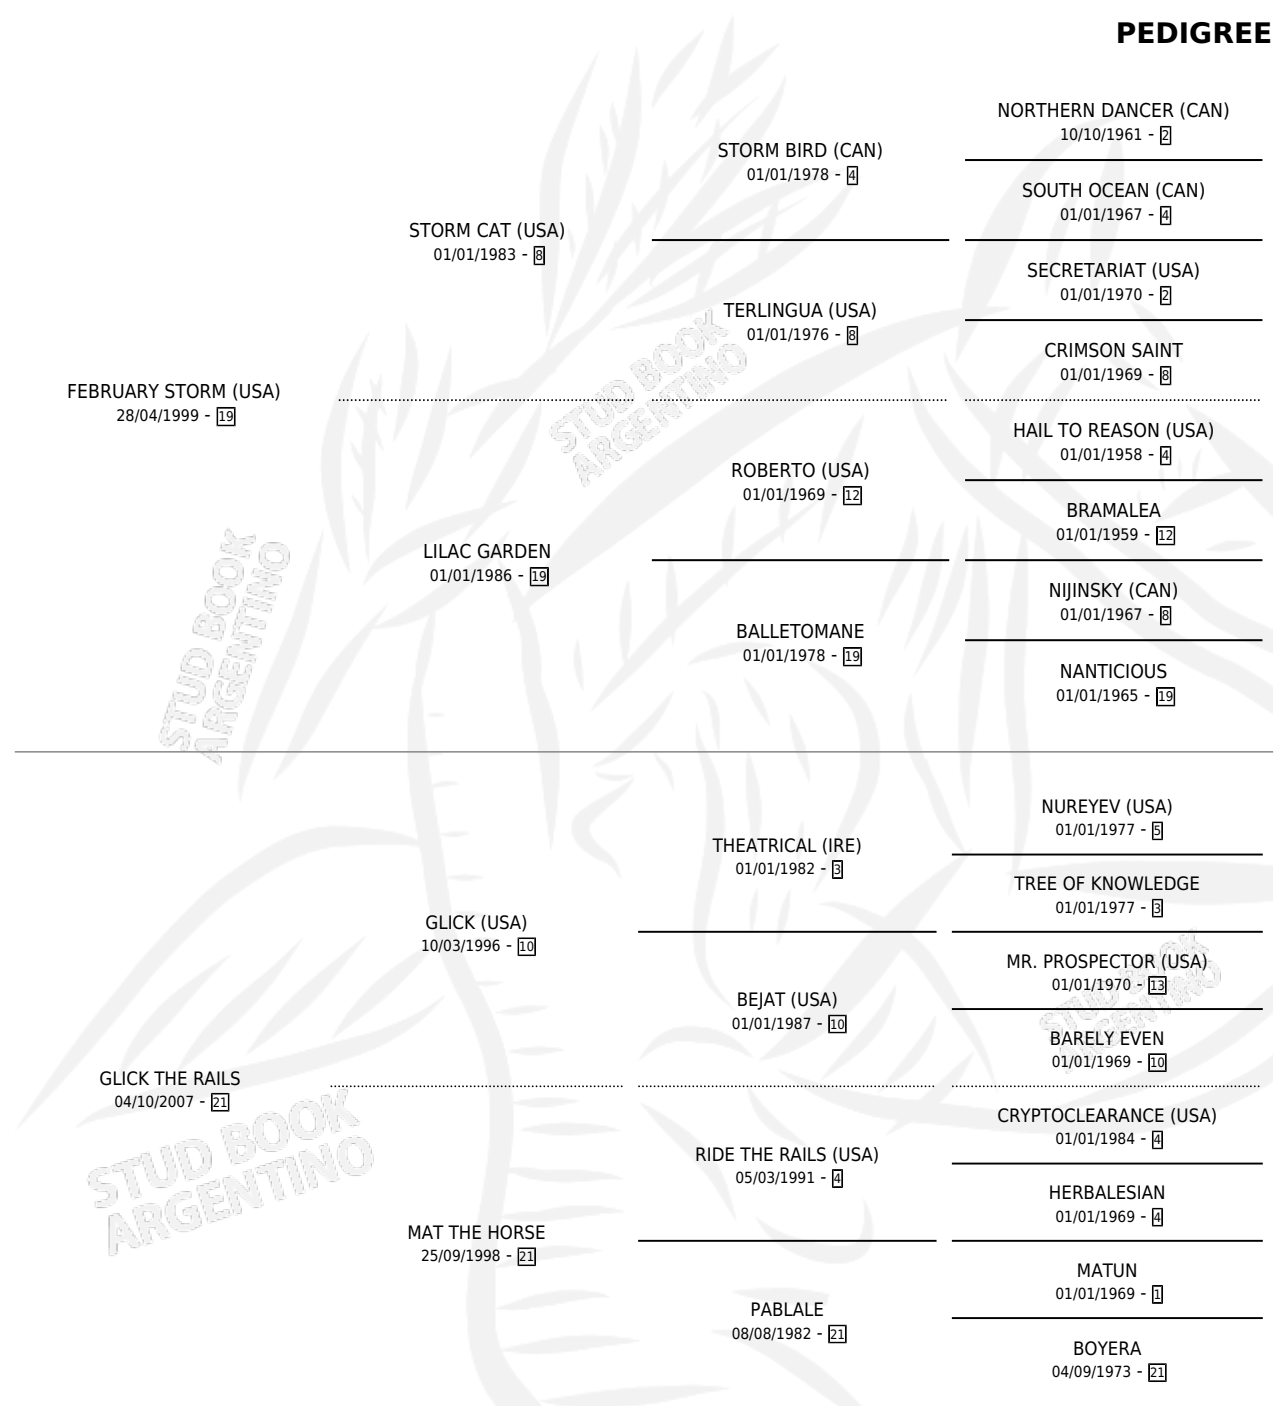 PEDIGREE
NORTHERN DANCER (CAN)
10/10/1961 - 2
STORM BIRD (CAN)
01/01/1978 - 4
SOUTH OCEAN (CAN)
01/01/1967 - 4
STORM CAT (USA)
01/01/1983 - 8
SECRETARIAT (USA)
01/01/1970 - 2
TERLINGUA (USA)
01/01/1976 - 8
CRIMSON SAINT
01/01/1969 - 8
FEBRUARY STORM (USA)
28/04/1999 - 19
HAIL TO REASON (USA)
01/01/1958 - 4
ROBERTO (USA)
01/01/1969 - 12
BRAMALEA
01/01/1959 - 12
LILAC GARDEN
01/01/1986 - 19
NIJINSKY (CAN)
01/01/1967 - 8
BALLETOMANE
01/01/1978 - 19
NANTICIOUS
01/01/1965 - 19
NUREYEV (USA)
01/01/1977 - 5
THEATRICAL (IRE)
01/01/1982 - 3
TREE OF KNOWLEDGE
01/01/1977 - 3
GLICK (USA)
10/03/1996 - 10
MR. PROSPECTOR (USA)
01/01/1970 - 13
BEJAT (USA)
01/01/1987 - 10
BARELY EVEN
01/01/1969 - 10
GLICK THE RAILS
04/10/2007 - 21
CRYPTOCLEARANCE (USA)
01/01/1984 - 4
RIDE THE RAILS (USA)
05/03/1991 - 4
HERBALESIAN
01/01/1969 - 4
MAT THE HORSE
25/09/1998 - 21
MATUN
01/01/1969 - 1
PABLALE
08/08/1982 - 21
BOYERA
04/09/1973 - 21
STUD BOOK
ARGENTINO
STUD BOOK
ARGENTINO
STUD BOOK
ARGENTINO
STUD BOOK
ARGENTINO